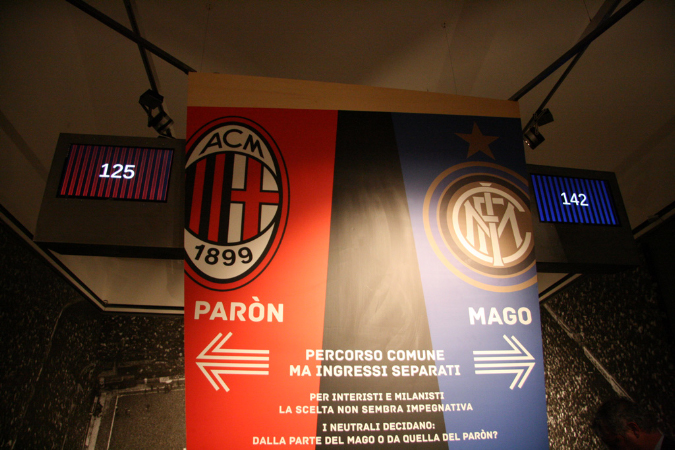 125
142
ACM
1899
PARÒN
MAGO
PERCORSO COMUNE
MA INGRESSI SEPARATI
PER INTERISTI E MILANISTI
LA SCELTA NON SEMBRA IMPEGNATIVA
I NEUTRALI DECIDANO:
DALLA PARTE DEL MAGO O DA QUELLA DEL PARÒN?